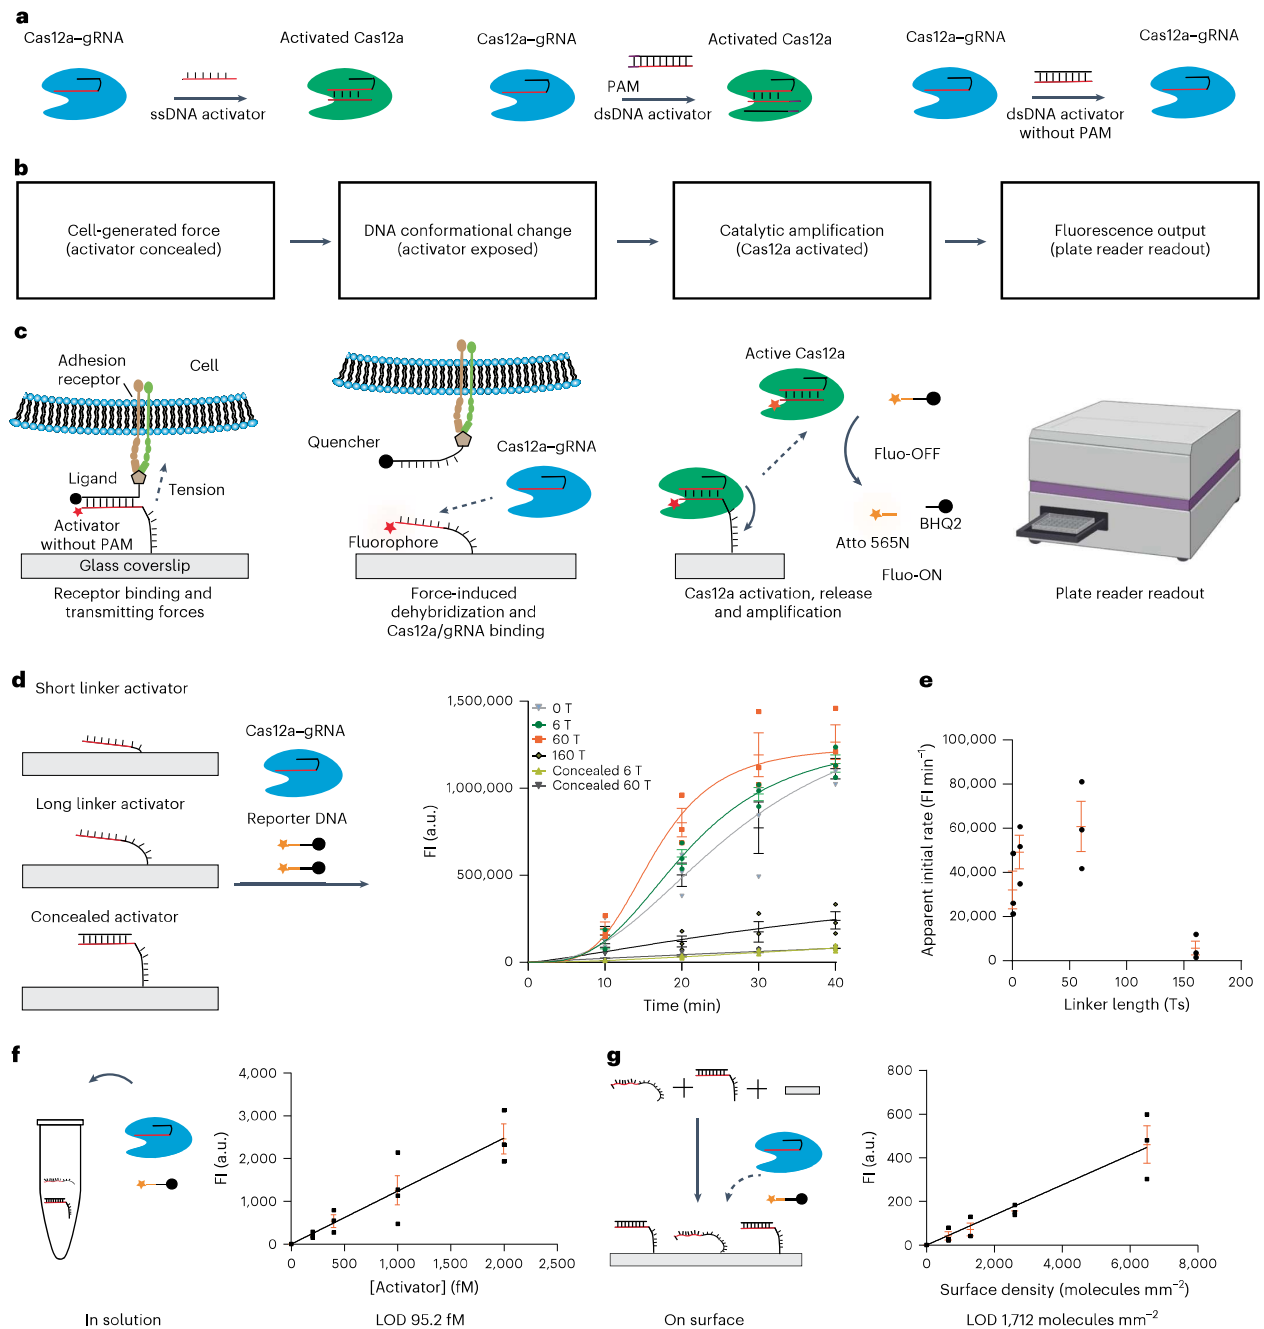 a
Cas12a–gRNA
Activated Cas12a
ssDNA activator
Cas12a–gRNA
Activated Cas12a
PAM
dsDNA activator
Cas12a–gRNA
Cas12a–gRNA
dsDNA activator
without PAM
b
Cell-generated force
(activator concealed)
DNA conformational change
(activator exposed)
Catalytic amplification
(Cas12a activated)
Fluorescence output
(plate reader readout)
c
Adhesion
receptor
Cell
Ligand
Tension
Activator
without PAM
Glass coverslip
Receptor binding and
transmitting forces
Quencher
Cas12a–gRNA
Fluorophore
Force-induced
dehybridization and
Cas12a/gRNA binding
Active Cas12a
Fluo-OFF
BHQ2
Atto 565N
Fluo-ON
Cas12a activation, release
and amplification
Plate reader readout
d
Short linker activator
Long linker activator
Concealed activator
Cas12a–gRNA
Reporter DNA
FI (a.u.)
1,500,000
1,000,000
500,000
0
0 T
6 T
60 T
160 T
Concealed 6 T
Concealed 60 T
0
10
20
30
40
Time (min)
e
Apparent initial rate (FI min⁻¹)
100,000
80,000
60,000
40,000
20,000
0
0
50
100
150
200
Linker length (Ts)
f
In solution
FI (a.u.)
4,000
3,000
2,000
1,000
0
0
500
1,000
1,500
2,000
2,500
[Activator] (fM)
LOD 95.2 fM
g
On surface
FI (a.u.)
800
600
400
200
0
0
2,000
4,000
6,000
8,000
Surface density (molecules mm⁻²)
LOD 1,712 molecules mm⁻²